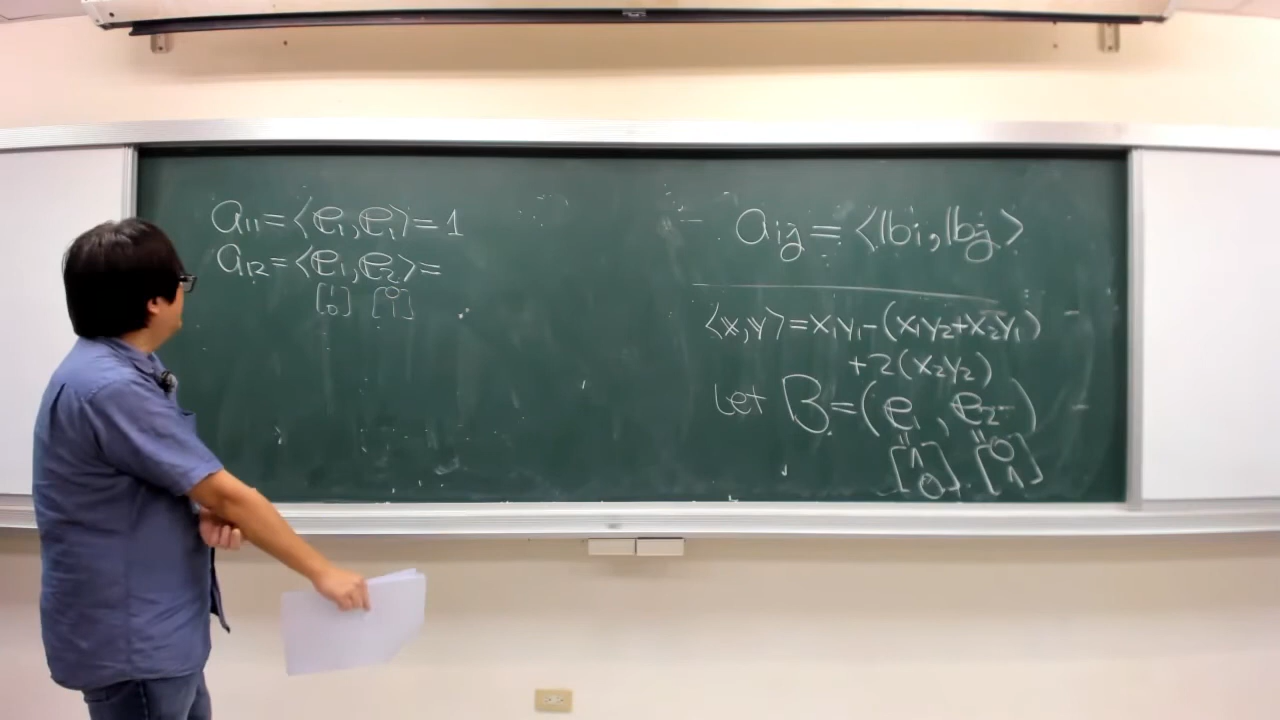 a₁₁=⟨e₁,e₁⟩=1
a₁₂=⟨e₁,e₂⟩=
[1 0] [0 1]
aᵢⱼ=⟨bᵢ,bⱼ⟩
⟨x,y⟩=x₁y₁-(x₁y₂+x₂y₁)
+2(x₂y₂)
Let B=(e₁,e₂)
" "
[1 0] [0 1]